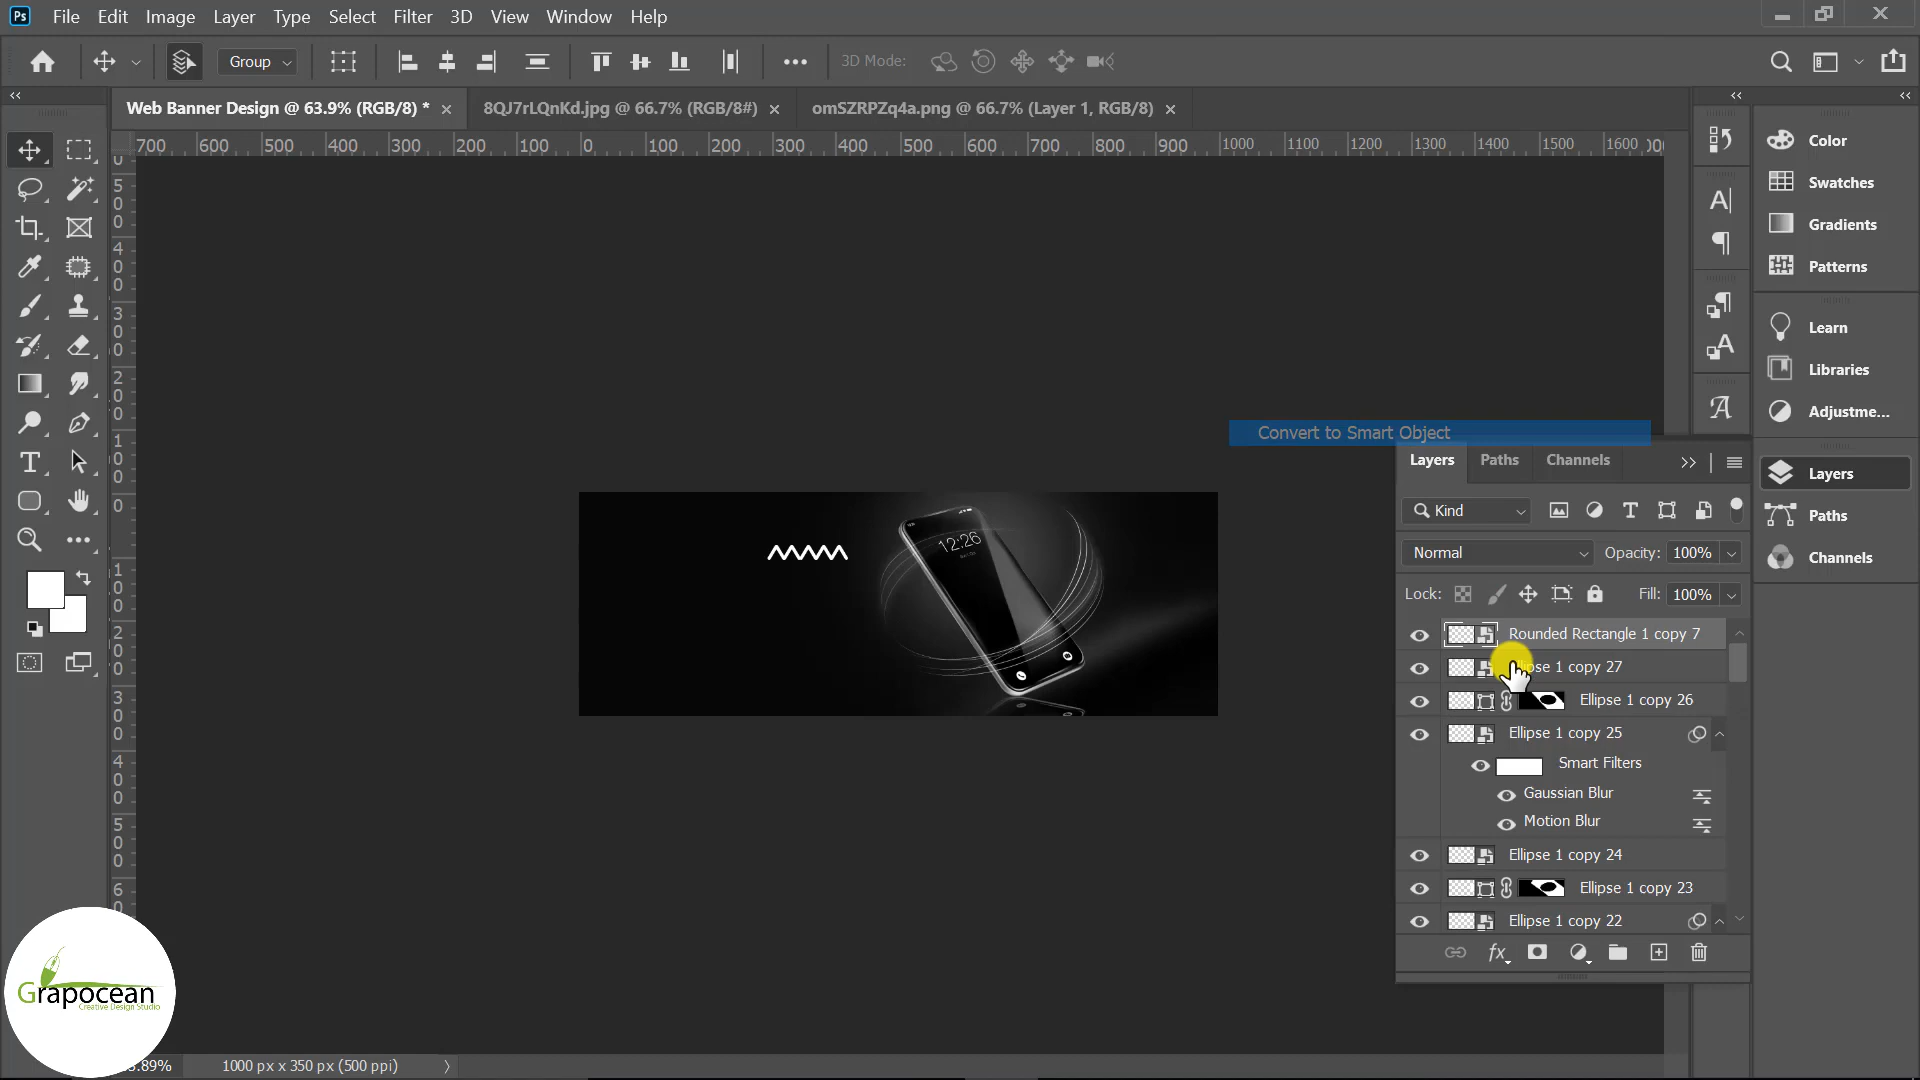 Ps File Edit Image Layer Type Select Filter 3D View Window Help
Group 3D Mode:
Web Banner Design @ 63.9% (RGB/8) * 8QJ7rLQnKd.jpg @ 66.7% (RGB/8#) omSZRPZq4a.png @ 66.7% (Layer 1, RGB/8)
700 600 500 400 300 200 100 0 100 200 300 400 500 600 700 800 900 1000 1100 1200 1300 1400 1500 1600
Color
Swatches
Gradients
Patterns
Learn
Libraries
Adjustme...
Layers
Paths
Channels
Convert to Smart Object
Layers Paths Channels
Kind
Normal Opacity: 100%
Lock: Fill: 100%
Rounded Rectangle 1 copy 7
Ellipse 1 copy 27
Ellipse 1 copy 26
Ellipse 1 copy 25
Smart Filters
Gaussian Blur
Motion Blur
Ellipse 1 copy 24
Ellipse 1 copy 23
Ellipse 1 copy 22
fx
12:26
Grapocean
Creative Design Studio
1000 px x 350 px (500 ppi)